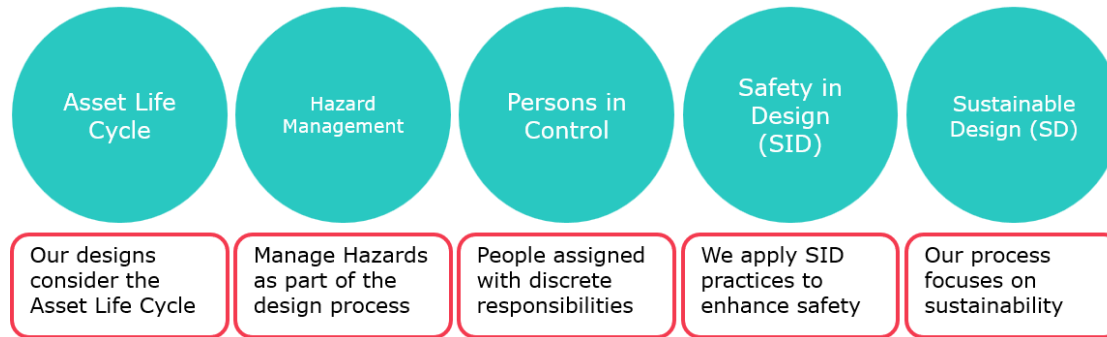 Asset Life
Cycle
Hazard
Management
Persons in
Control
Safety in
Design
(SID)
Sustainable
Design (SD)
Our designs
consider the
Asset Life Cycle
Manage Hazards
as part of the
design process
People assigned
with discrete
responsibilities
We apply SID
practices to
enhance safety
Our process
focuses on
sustainability